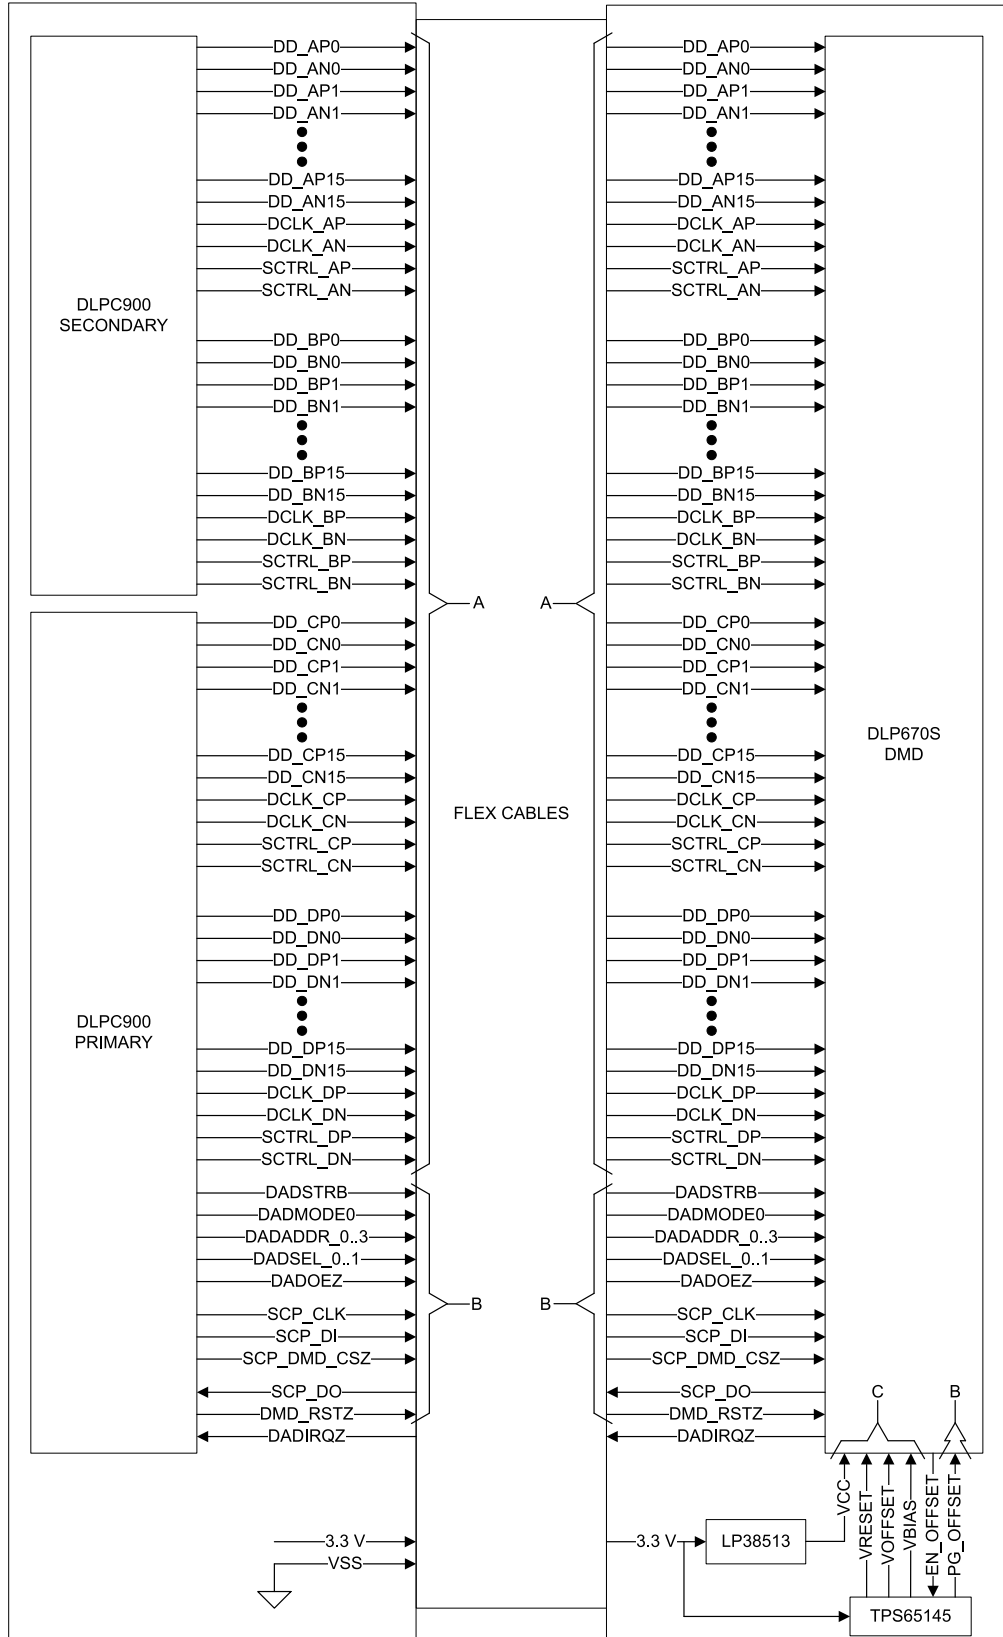 DD_AP0
DD_AN0
DD_AP1
DD_AN1
DD_AP15
DD_AN15
DCLK_AP
DCLK_AN
SCTRL_AP
SCTRL_AN
DLPC900
SECONDARY
DD_BP0
DD_BN0
DD_BP1
DD_BN1
DD_BP15
DD_BN15
DCLK_BP
DCLK_BN
SCTRL_BP
SCTRL_BN
A
DD_CP0
DD_CN0
DD_CP1
DD_CN1
DD_CP15
DD_CN15
DCLK_CP
DCLK_CN
SCTRL_CP
SCTRL_CN
DD_DP0
DD_DN0
DD_DP1
DD_DN1
DLPC900
PRIMARY
DD_DP15
DD_DN15
DCLK_DP
DCLK_DN
SCTRL_DP
SCTRL_DN
DADSTRB
DADMODE0
DADADDR_0..3
DADSEL_0..1
DADOEZ
B
SCP_CLK
SCP_DI
SCP_DMD_CSZ
SCP_DO
DMD_RSTZ
DADIRQZ
3.3 V
VSS
FLEX CABLES
DD_AP0
DD_AN0
DD_AP1
DD_AN1
DD_AP15
DD_AN15
DCLK_AP
DCLK_AN
SCTRL_AP
SCTRL_AN
DD_BP0
DD_BN0
DD_BP1
DD_BN1
DD_BP15
DD_BN15
DCLK_BP
DCLK_BN
SCTRL_BP
SCTRL_BN
A
DD_CP0
DD_CN0
DD_CP1
DD_CN1
DD_CP15
DD_CN15
DCLK_CP
DCLK_CN
SCTRL_CP
SCTRL_CN
DLP670S
DMD
DD_DP0
DD_DN0
DD_DP1
DD_DN1
DD_DP15
DD_DN15
DCLK_DP
DCLK_DN
SCTRL_DP
SCTRL_DN
DADSTRB
DADMODE0
DADADDR_0..3
DADSEL_0..1
DADOEZ
B
SCP_CLK
SCP_DI
SCP_DMD_CSZ
SCP_DO
DMD_RSTZ
DADIRQZ
C
B
VCC
VRESET
VOFFSET
VBIAS
EN_OFFSET
PG_OFFSET
3.3 V
LP38513
TPS65145